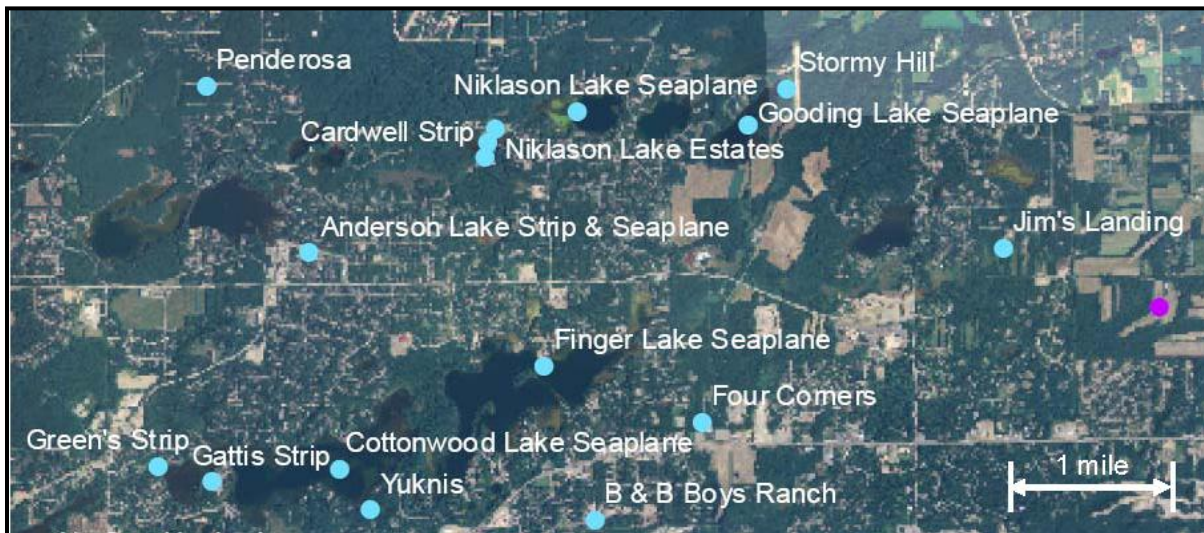 Penderosa
Stormy Hill
Niklason Lake Seaplane
Gooding Lake Seaplane
Cardwell Strip
Niklason Lake Estates
Anderson Lake Strip & Seaplane
Jim's Landing
Finger Lake Seaplane
Four Corners
Green's Strip
Gattis Strip
Cottonwood Lake Seaplane
1 mile
Yuknis
B & B Boys Ranch